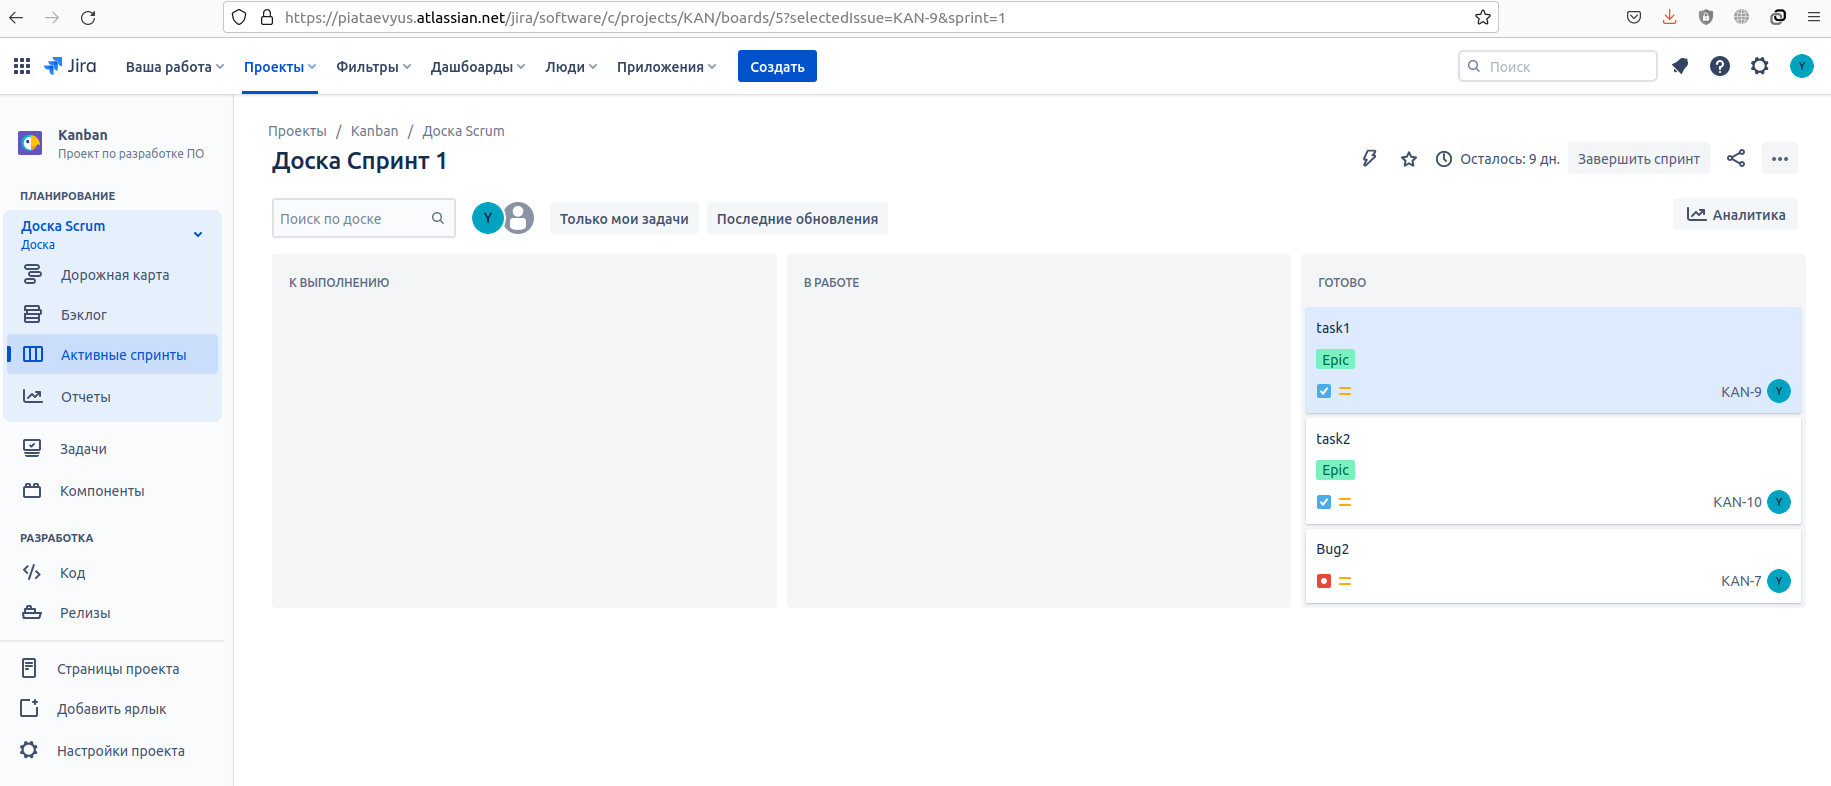 https://piataevyus.atlassian.net/jira/software/c/projects/KAN/boards/5?selectedIssue=KAN-9&sprint=1
Jira
Ваша работа
Проекты
Фильтры
Дашбоарды
Люди
Приложения
Создать
Поиск
Y
Kanban
Проект по разработке ПО
ПЛАНИРОВАНИЕ
Доска Scrum
Доска
Дорожная карта
Бэклог
Активные спринты
Отчеты
Задачи
Компоненты
РАЗРАБОТКА
Код
Релизы
Страницы проекта
Добавить ярлык
Настройки проекта
Проекты / Kanban / Доска Scrum
Доска Спринт 1
Осталось: 9 дн.
Завершить спринт
Поиск по доске
Y
Только мои задачи
Последние обновления
Аналитика
К ВЫПОЛНЕНИЮ
В РАБОТЕ
ГОТОВО
task1
Epic
KAN-9
Y
task2
Epic
KAN-10
Y
Bug2
KAN-7
Y